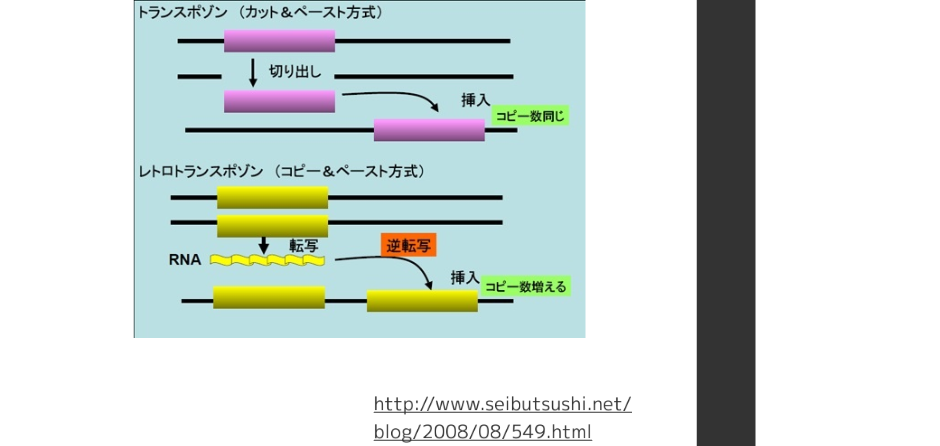 トランスポゾン （カット＆ペースト方式）
切り出し
挿入
コピー数同じ
レトロトランスポゾン （コピー＆ペースト方式）
転写
逆転写
RNA
挿入
コピー数増える
http://www.seibutsushi.net/
blog/2008/08/549.html